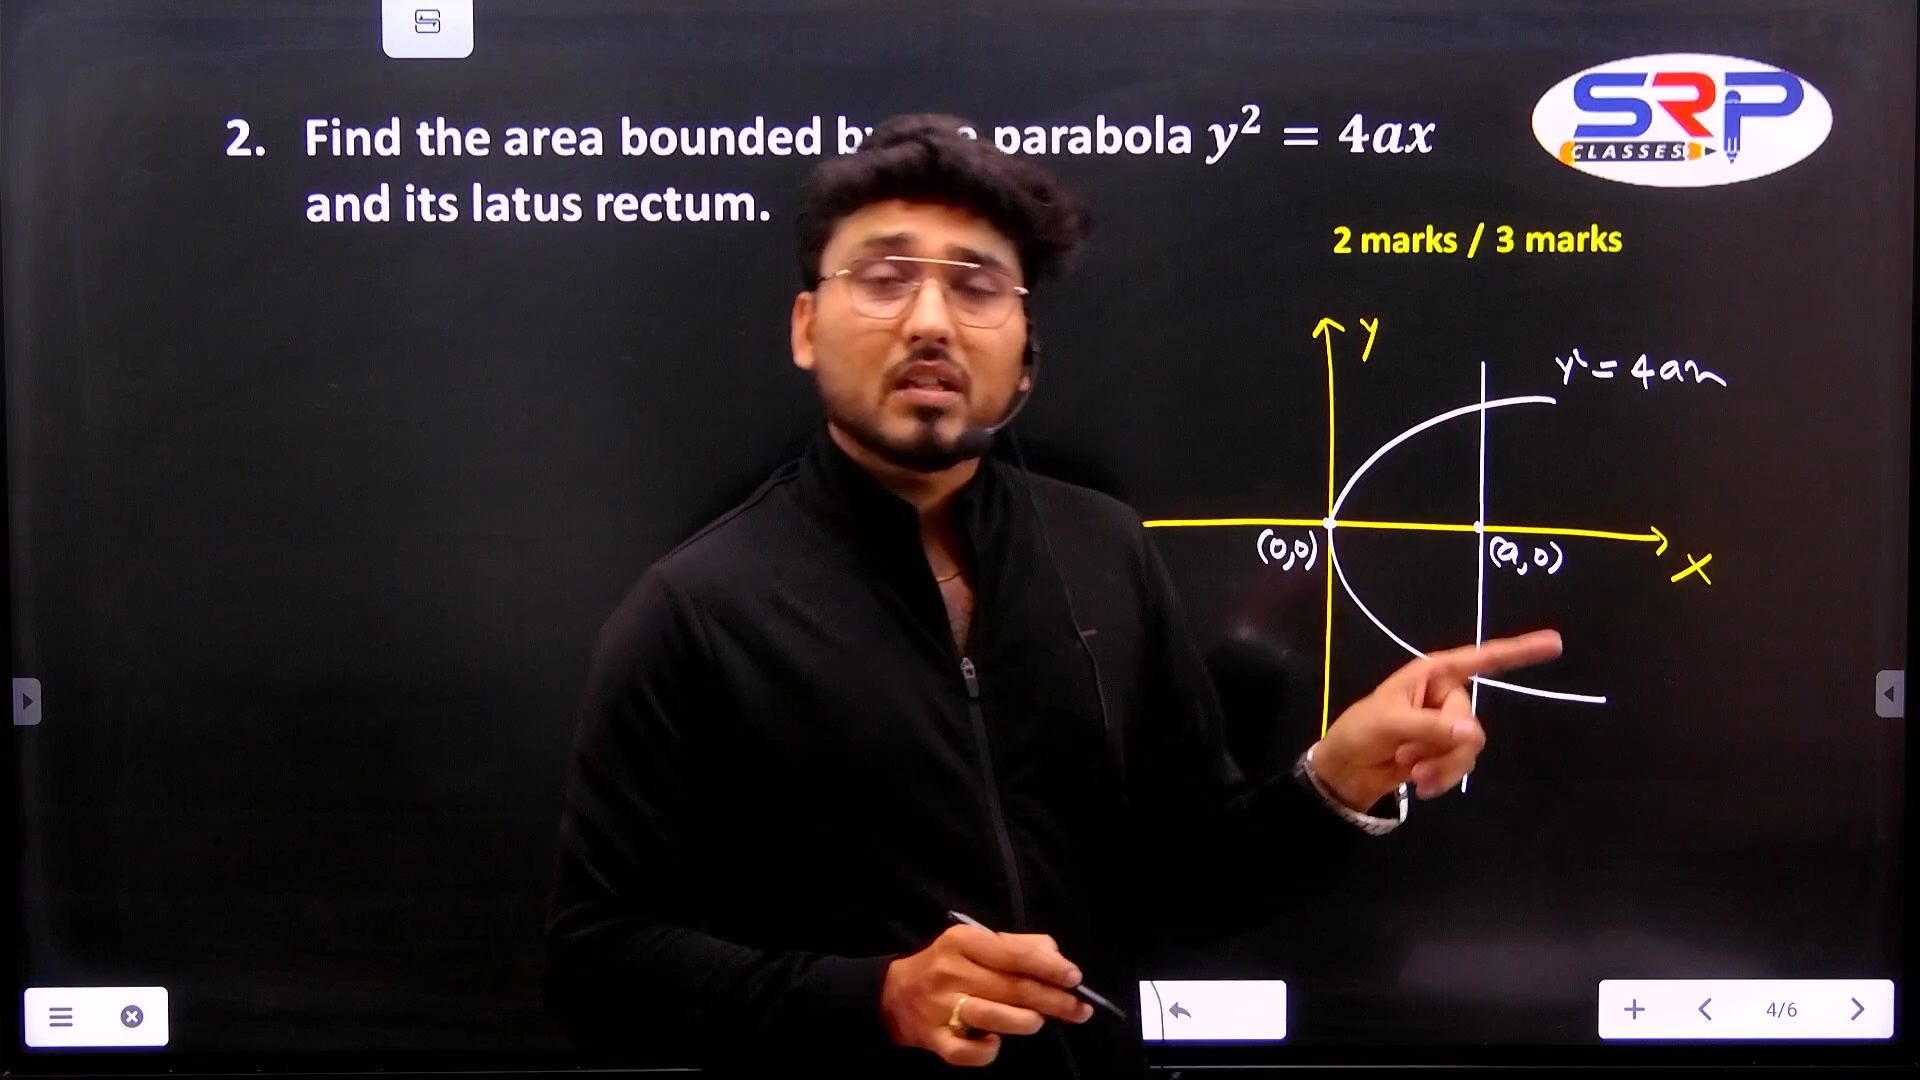 2. Find the area bounded b parabola y² = 4ax
and its latus rectum.
SRP
CLASSES
2 marks / 3 marks
y
y² = 4ax
(0,0)
(a,0)
x
4/6